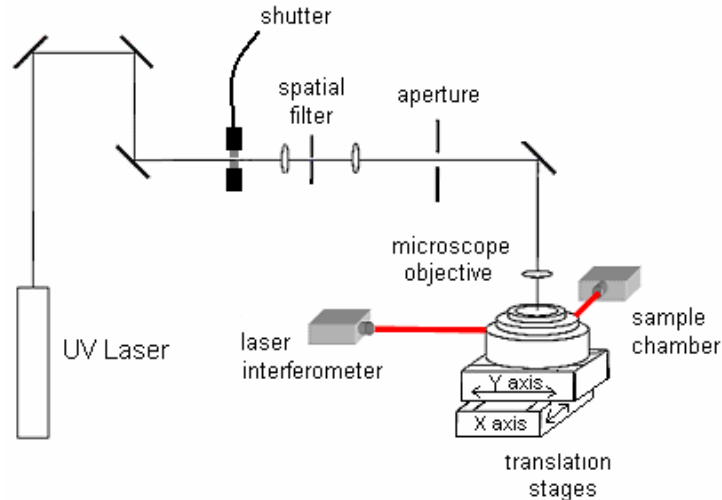 shutter
spatial
filter
aperture
microscope
objective
UV Laser
laser
interferometer
sample
chamber
Y axis
X axis
translation
stages